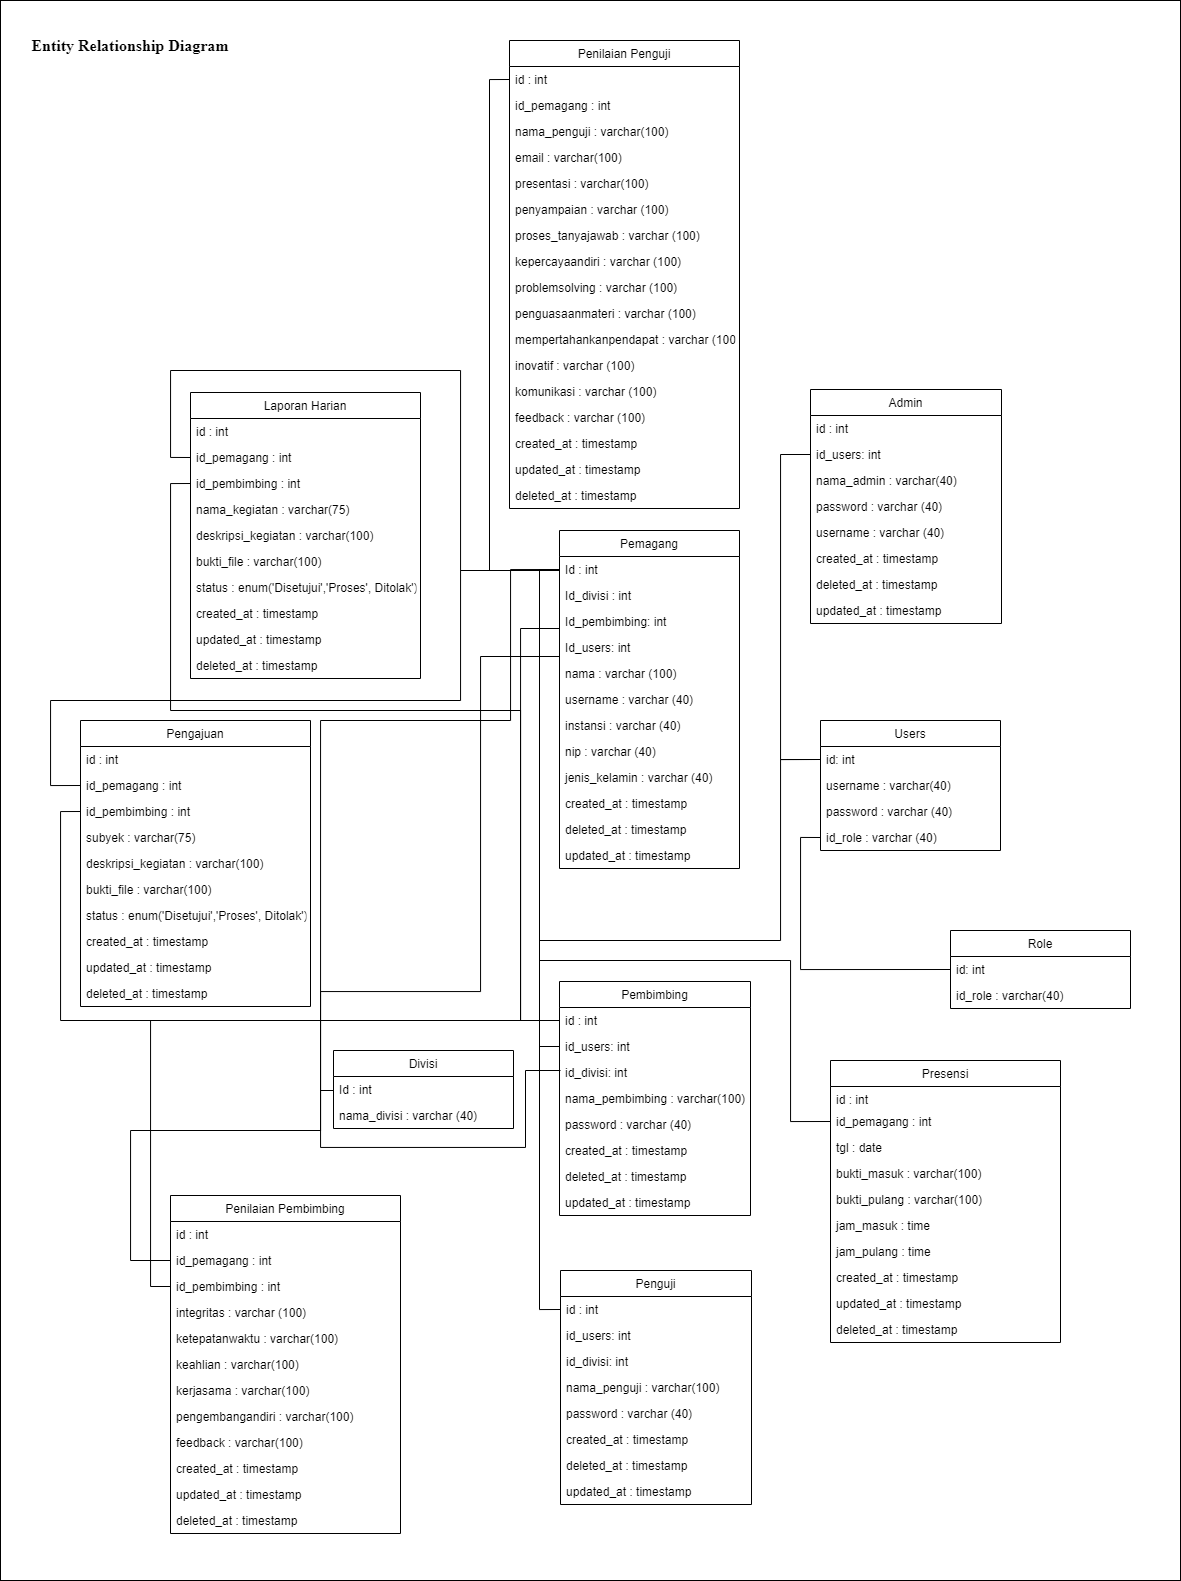 Entity Relationship Diagram
Penilaian Penguji
id : int
id_pemagang : int
nama_penguji : varchar(100)
email : varchar(100)
presentasi : varchar(100)
penyampaian : varchar (100)
proses_tanyajawab : varchar (100)
kepercayaandiri : varchar (100)
problemsolving : varchar (100)
penguasaanmateri : varchar (100)
mempertahankanpendapat : varchar (100
inovatif : varchar (100)
komunikasi : varchar (100)
feedback : varchar (100)
created_at : timestamp
updated_at : timestamp
deleted_at : timestamp
Laporan Harian
id : int
id_pemagang : int
id_pembimbing : int
nama_kegiatan : varchar(75)
deskripsi_kegiatan : varchar(100)
bukti_file : varchar(100)
status : enum('Disetujui','Proses', Ditolak')
created_at : timestamp
updated_at : timestamp
deleted_at : timestamp
Admin
id : int
id_users: int
nama_admin : varchar(40)
password : varchar (40)
username : varchar (40)
created_at : timestamp
deleted_at : timestamp
updated_at : timestamp
Pemagang
Id : int
Id_divisi : int
Id_pembimbing: int
Id_users: int
nama : varchar (100)
username : varchar (40)
instansi : varchar (40)
nip : varchar (40)
jenis_kelamin : varchar (40)
created_at : timestamp
deleted_at : timestamp
updated_at : timestamp
Pengajuan
id : int
id_pemagang : int
id_pembimbing : int
subyek : varchar(75)
deskripsi_kegiatan : varchar(100)
bukti_file : varchar(100)
status : enum('Disetujui','Proses', Ditolak')
created_at : timestamp
updated_at : timestamp
deleted_at : timestamp
Users
id: int
username : varchar(40)
password : varchar (40)
id_role : varchar (40)
Role
id: int
id_role : varchar(40)
Pembimbing
id : int
id_users: int
id_divisi: int
nama_pembimbing : varchar(100)
password : varchar (40)
created_at : timestamp
deleted_at : timestamp
updated_at : timestamp
Divisi
Id : int
nama_divisi : varchar (40)
Presensi
id : int
id_pemagang : int
tgl : date
bukti_masuk : varchar(100)
bukti_pulang : varchar(100)
jam_masuk : time
jam_pulang : time
created_at : timestamp
updated_at : timestamp
deleted_at : timestamp
Penilaian Pembimbing
id : int
id_pemagang : int
id_pembimbing : int
integritas : varchar (100)
ketepatanwaktu : varchar(100)
keahlian : varchar(100)
kerjasama : varchar(100)
pengembangandiri : varchar(100)
feedback : varchar(100)
created_at : timestamp
updated_at : timestamp
deleted_at : timestamp
Penguji
id : int
id_users: int
id_divisi: int
nama_penguji : varchar(100)
password : varchar (40)
created_at : timestamp
deleted_at : timestamp
updated_at : timestamp